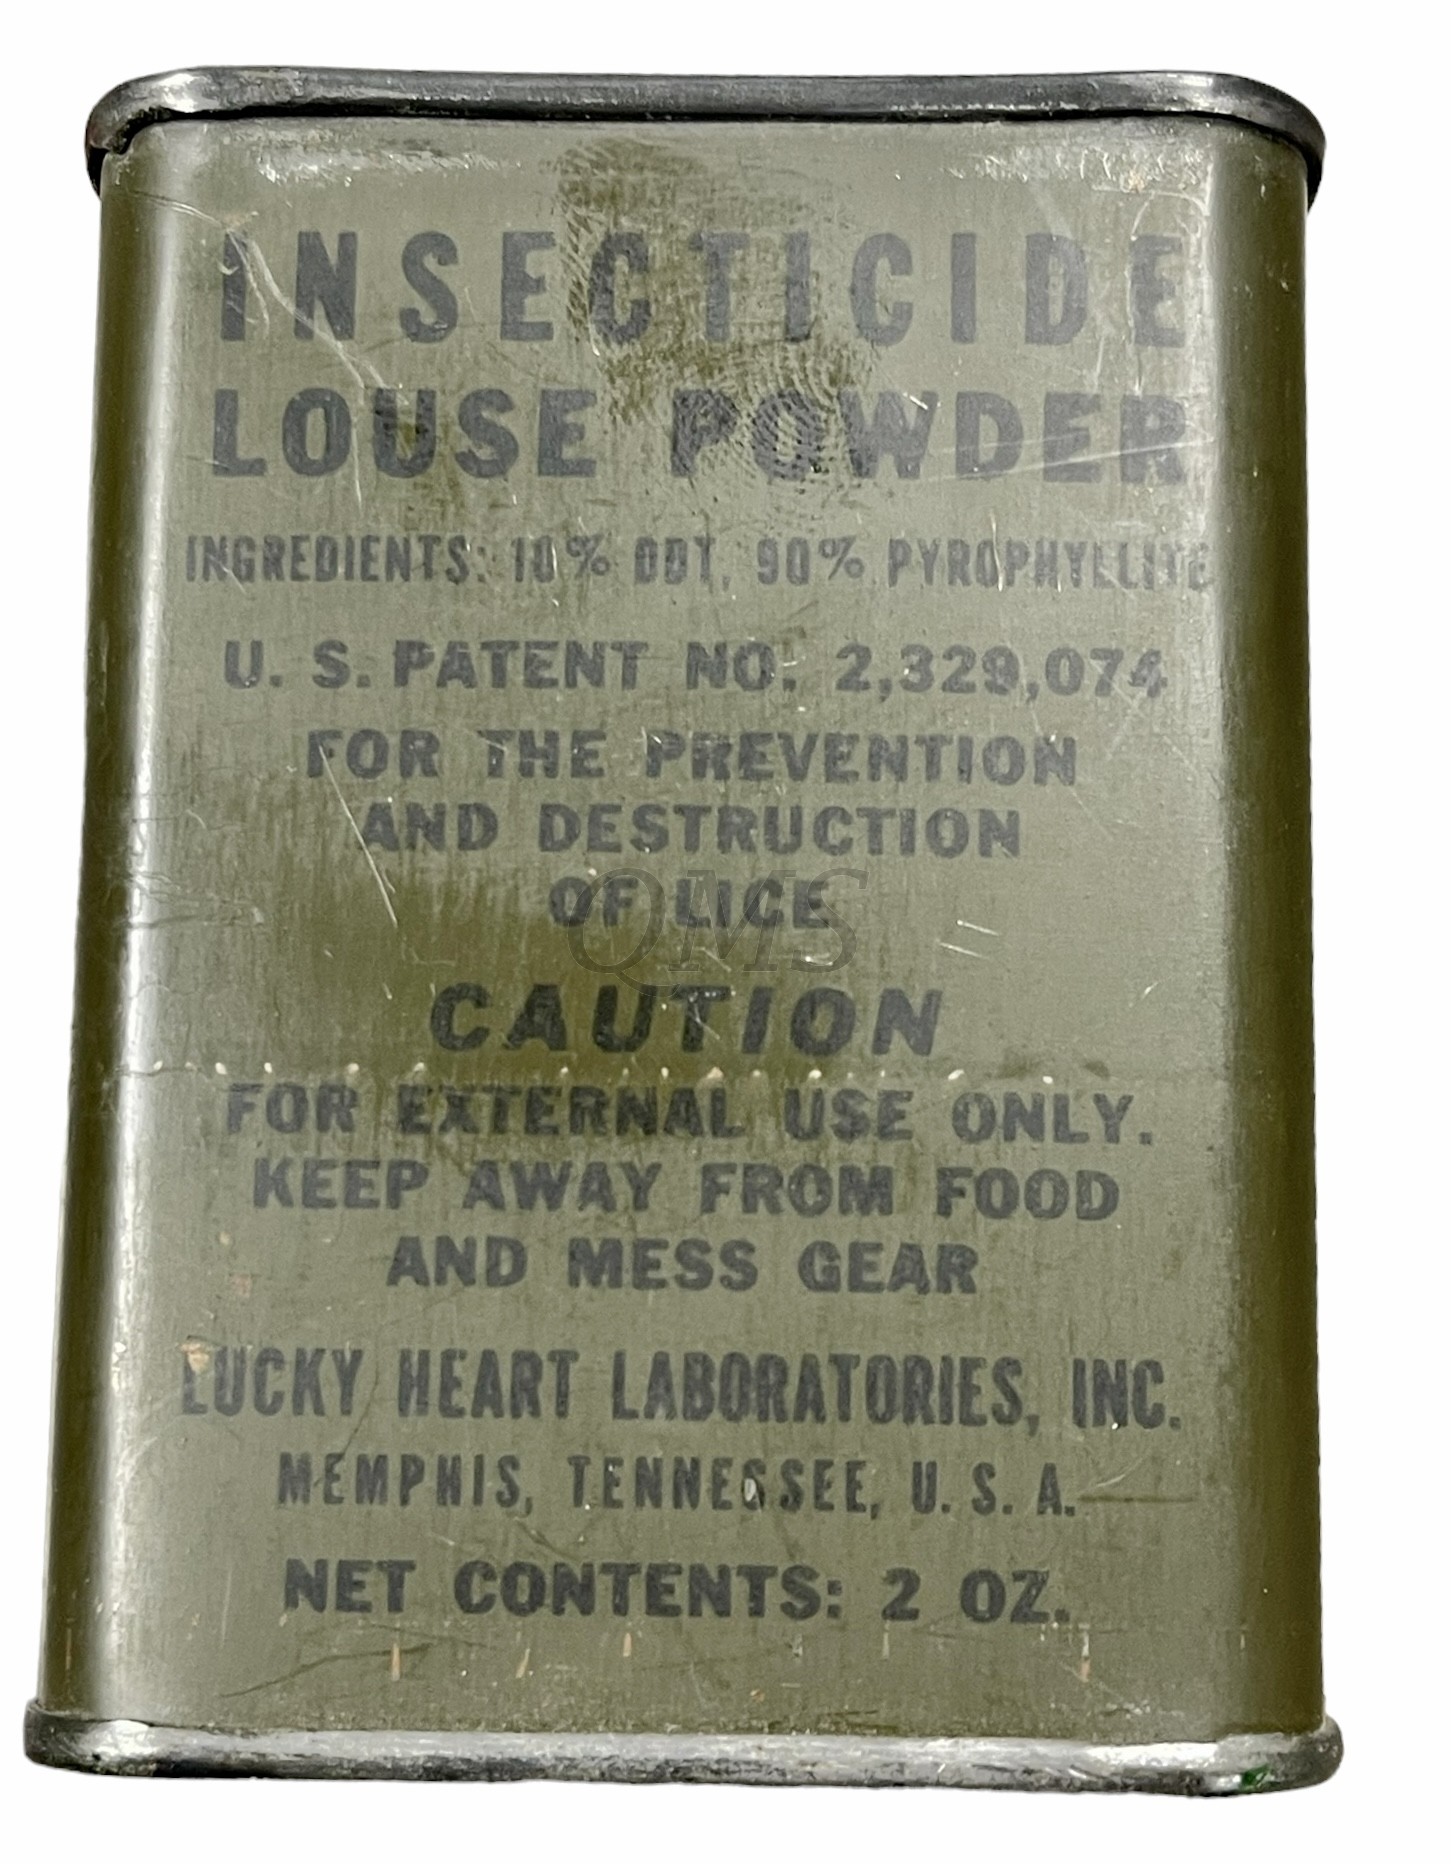 INSECTICIDE
LOUSE POWDER
INGREDIENTS: 10% DDT, 90% PYROPHYLLITE
U. S. PATENT NO. 2,329,074
FOR THE PREVENTION
AND DESTRUCTION
OF LICE
QMS
CAUTION
FOR EXTERNAL USE ONLY.
KEEP AWAY FROM FOOD
AND MESS GEAR
LUCKY HEART LABORATORIES, INC.
MEMPHIS, TENNESSEE, U. S. A.
NET CONTENTS: 2 OZ.